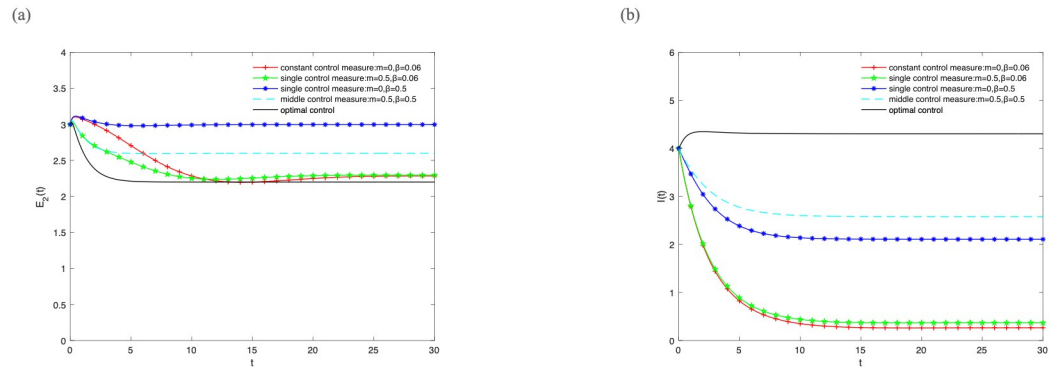 (a)
4
3.5
3
2.5
2
1.5
1
0.5
0
E₂(t)
0 5 10 15 20 25 30
t
constant control measure:m=0,β=0.06
single control measure:m=0.5,β=0.06
single control measure:m=0,β=0.5
middle control measure:m=0.5,β=0.5
optimal control
(b)
6
5
4
3
2
1
0
I(t)
0 5 10 15 20 25 30
t
constant control measure:m=0,β=0.06
single control measure:m=0.5,β=0.06
single control measure:m=0,β=0.5
middle control measure:m=0.5,β=0.5
optimal control